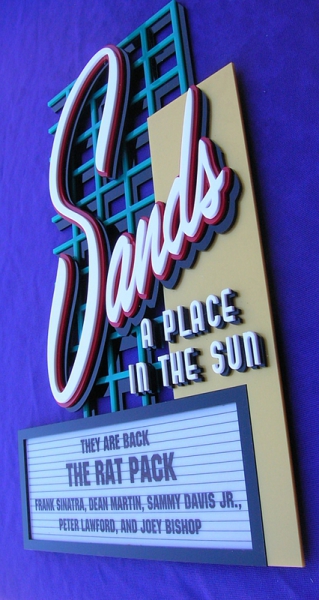 Sands
A PLACE
IN THE SUN
THEY ARE BACK
THE RAT PACK
FRANK SINATRA, DEAN MARTIN, SAMMY DAVIS JR.,
PETER LAWFORD, AND JOEY BISHOP